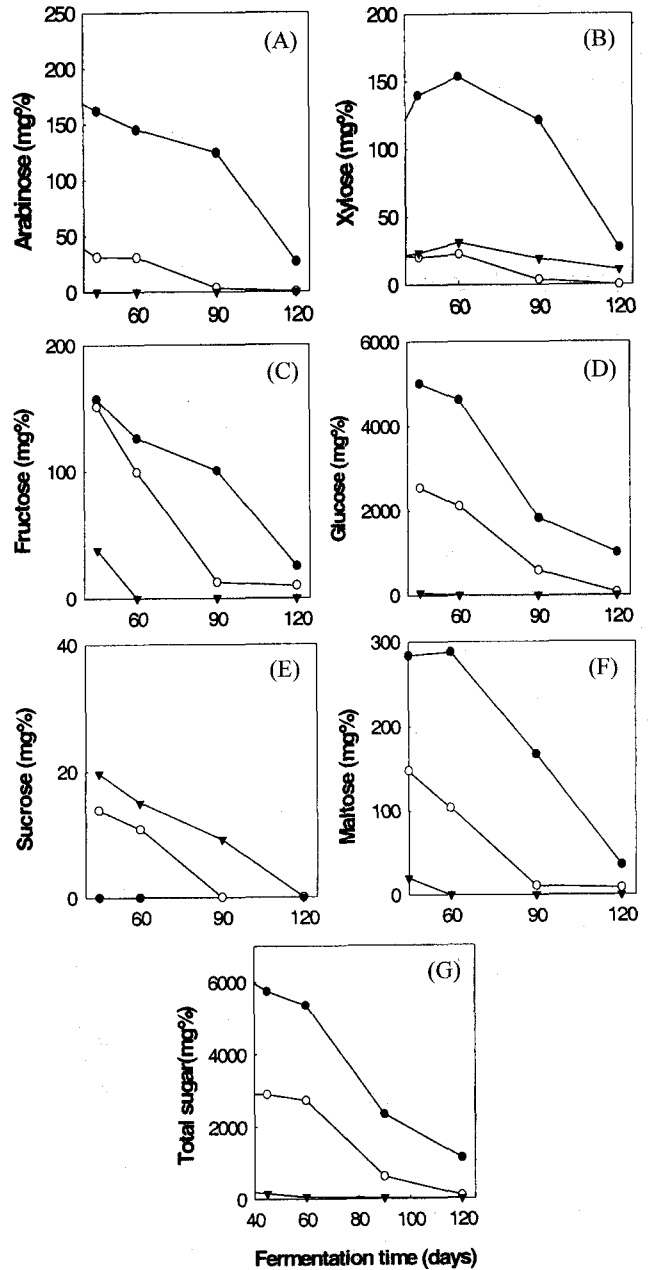 (A)
Arabinose (mg%)
250
200
150
100
50
0
60 90 120
(B)
Xylose (mg%)
200
150
100
50
0
60 90 120
(C)
Fructose (mg%)
200
100
0
60 90 120
(D)
Glucose (mg%)
6000
4000
2000
0
60 90 120
(E)
Sucrose (mg%)
40
20
0
60 90 120
(F)
Maltose (mg%)
300
200
100
0
60 90 120
(G)
Total sugar(mg%)
6000
4000
2000
0
40 60 80 100 120
Fermentation time (days)